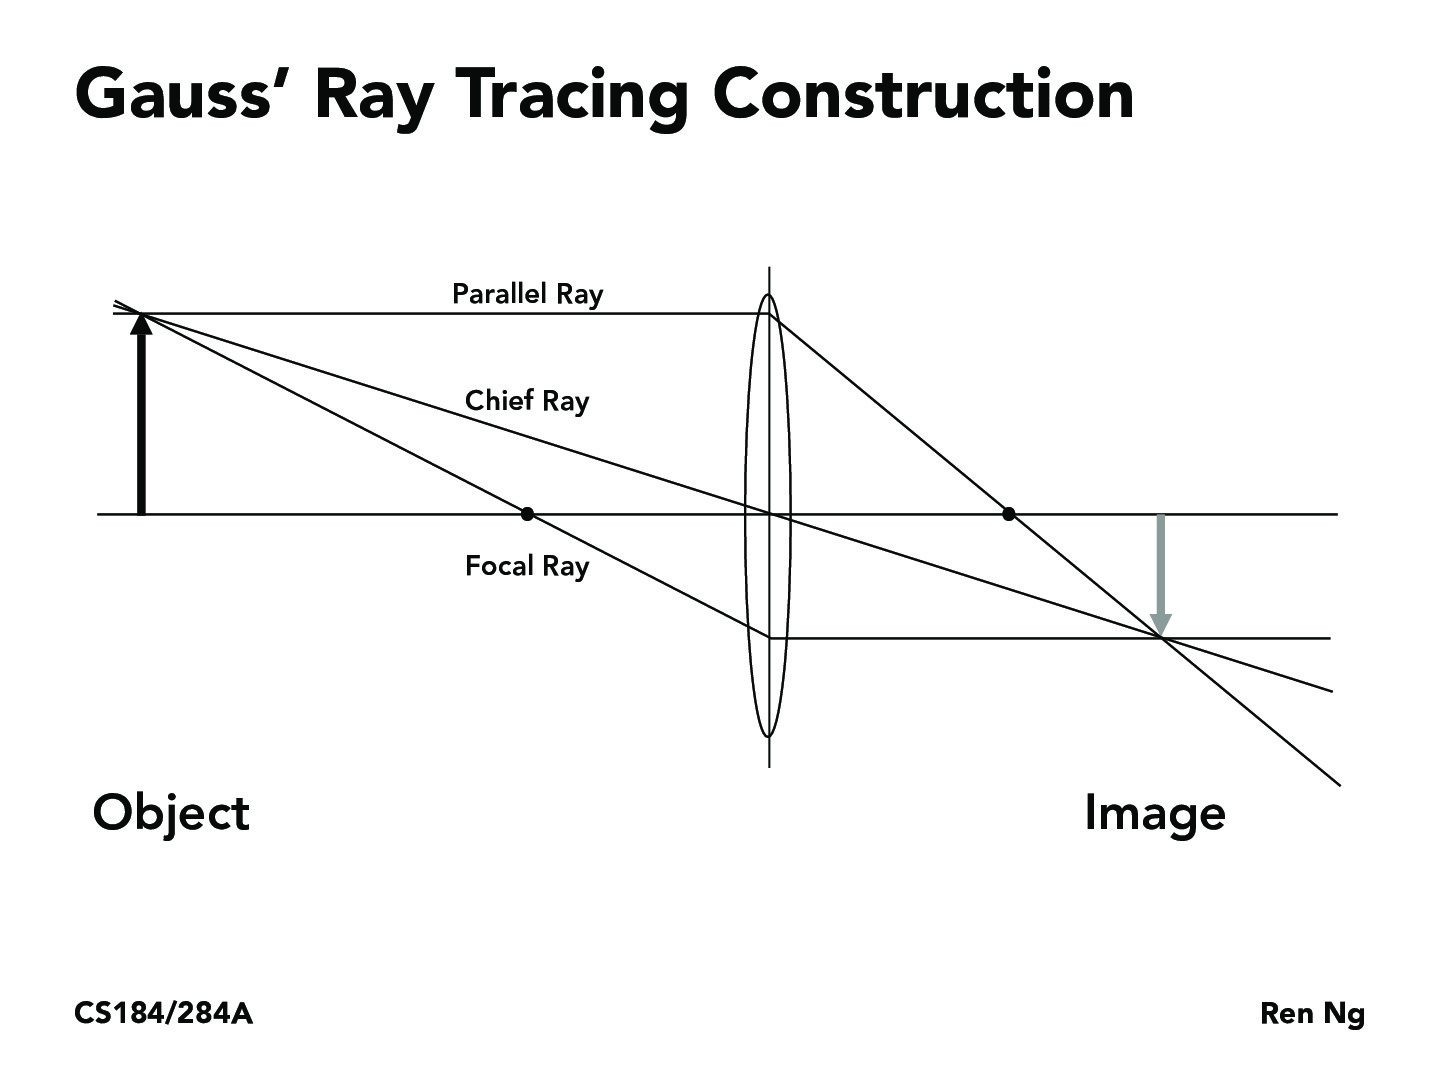 Gauss’ Ray Tracing Construction
Parallel Ray
Chief Ray
Focal Ray
Object
Image
CS184/284A
Ren Ng